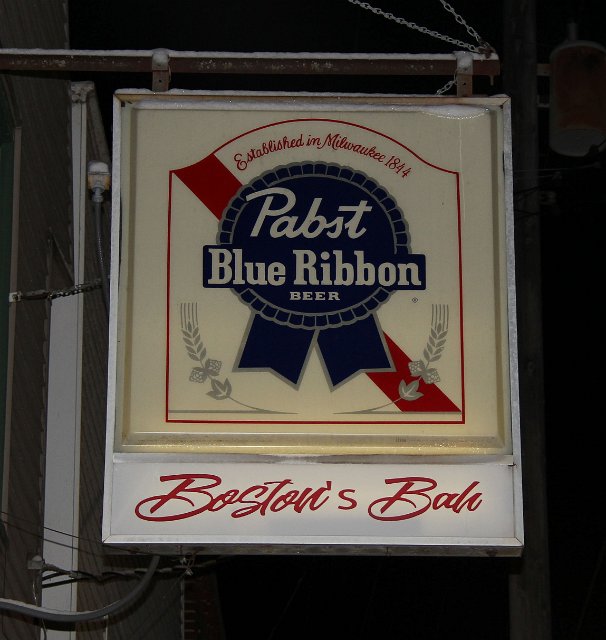 Established in Milwaukee 1844
Pabst
Blue Ribbon
BEER
®
Boston's Bah